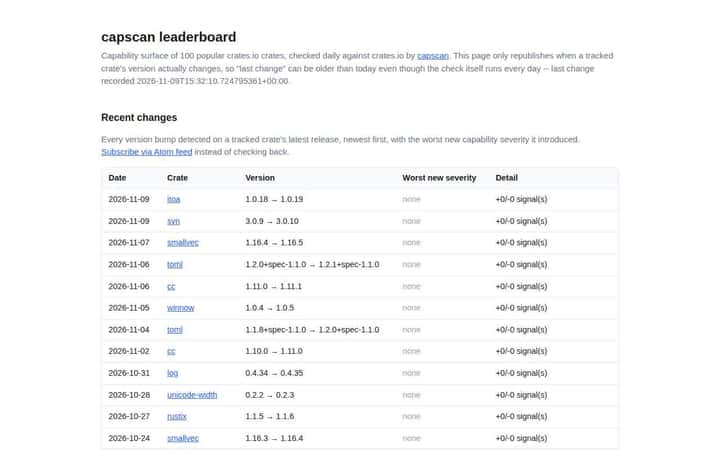 capscan leaderboard
Capability surface of 100 popular crates.io crates, checked daily against crates.io by capscan. This page only republishes when a tracked
crate's version actually changes, so "last change" can be older than today even though the check itself runs every day -- last change
recorded 2026-11-09T15:32:10.724795361+00:00.
Recent changes
Every version bump detected on a tracked crate's latest release, newest first, with the worst new capability severity it introduced.
Subscribe via Atom feed instead of checking back.
Date Crate Version Worst new severity Detail
2026-11-09 itoa 1.0.18 → 1.0.19 none +0/-0 signal(s)
2026-11-09 syn 3.0.9 → 3.0.10 none +0/-0 signal(s)
2026-11-07 smallvec 1.16.4 → 1.16.5 none +0/-0 signal(s)
2026-11-06 toml 1.2.0+spec-1.1.0 → 1.2.1+spec-1.1.0 none +0/-0 signal(s)
2026-11-06 cc 1.11.0 → 1.11.1 none +0/-0 signal(s)
2026-11-05 winnow 1.0.4 → 1.0.5 none +0/-0 signal(s)
2026-11-04 toml 1.1.8+spec-1.1.0 → 1.2.0+spec-1.1.0 none +0/-0 signal(s)
2026-11-02 cc 1.10.0 → 1.11.0 none +0/-0 signal(s)
2026-10-31 log 0.4.34 → 0.4.35 none +0/-0 signal(s)
2026-10-28 unicode-width 0.2.2 → 0.2.3 none +0/-0 signal(s)
2026-10-27 rustix 1.1.5 → 1.1.6 none +0/-0 signal(s)
2026-10-24 smallvec 1.16.3 → 1.16.4 none +0/-0 signal(s)